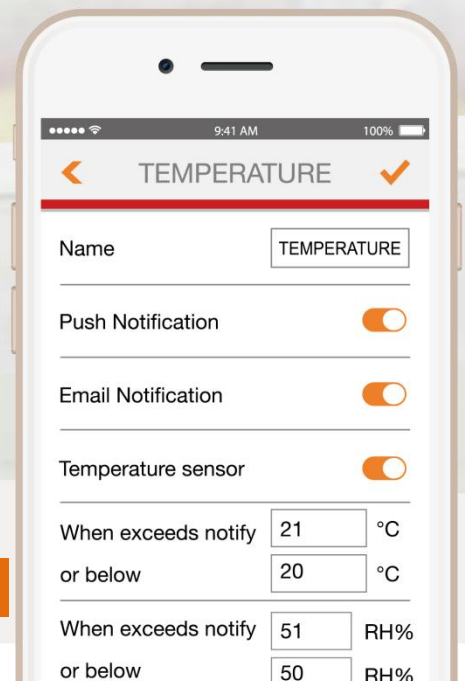 9:41 AM 100%
TEMPERATURE
Name TEMPERATURE
Push Notification
Email Notification
Temperature sensor
When exceeds notify 21 °C
or below 20 °C
When exceeds notify 51 RH%
or below 50 RH%